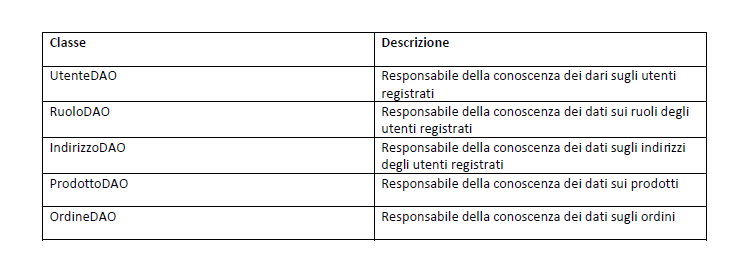 Classe Descrizione
UtenteDAO Responsabile della conoscenza dei dari sugli utenti
registrati
RuoloDAO Responsabile della conoscenza dei dati sui ruoli degli
utenti registrati
IndirizzoDAO Responsabile della conoscenza dei dati sugli indirizzi
degli utenti registrati
ProdottoDAO Responsabile della conoscenza dei dati sui prodotti
OrdineDAO Responsabile della conoscenza dei dati sugli ordini